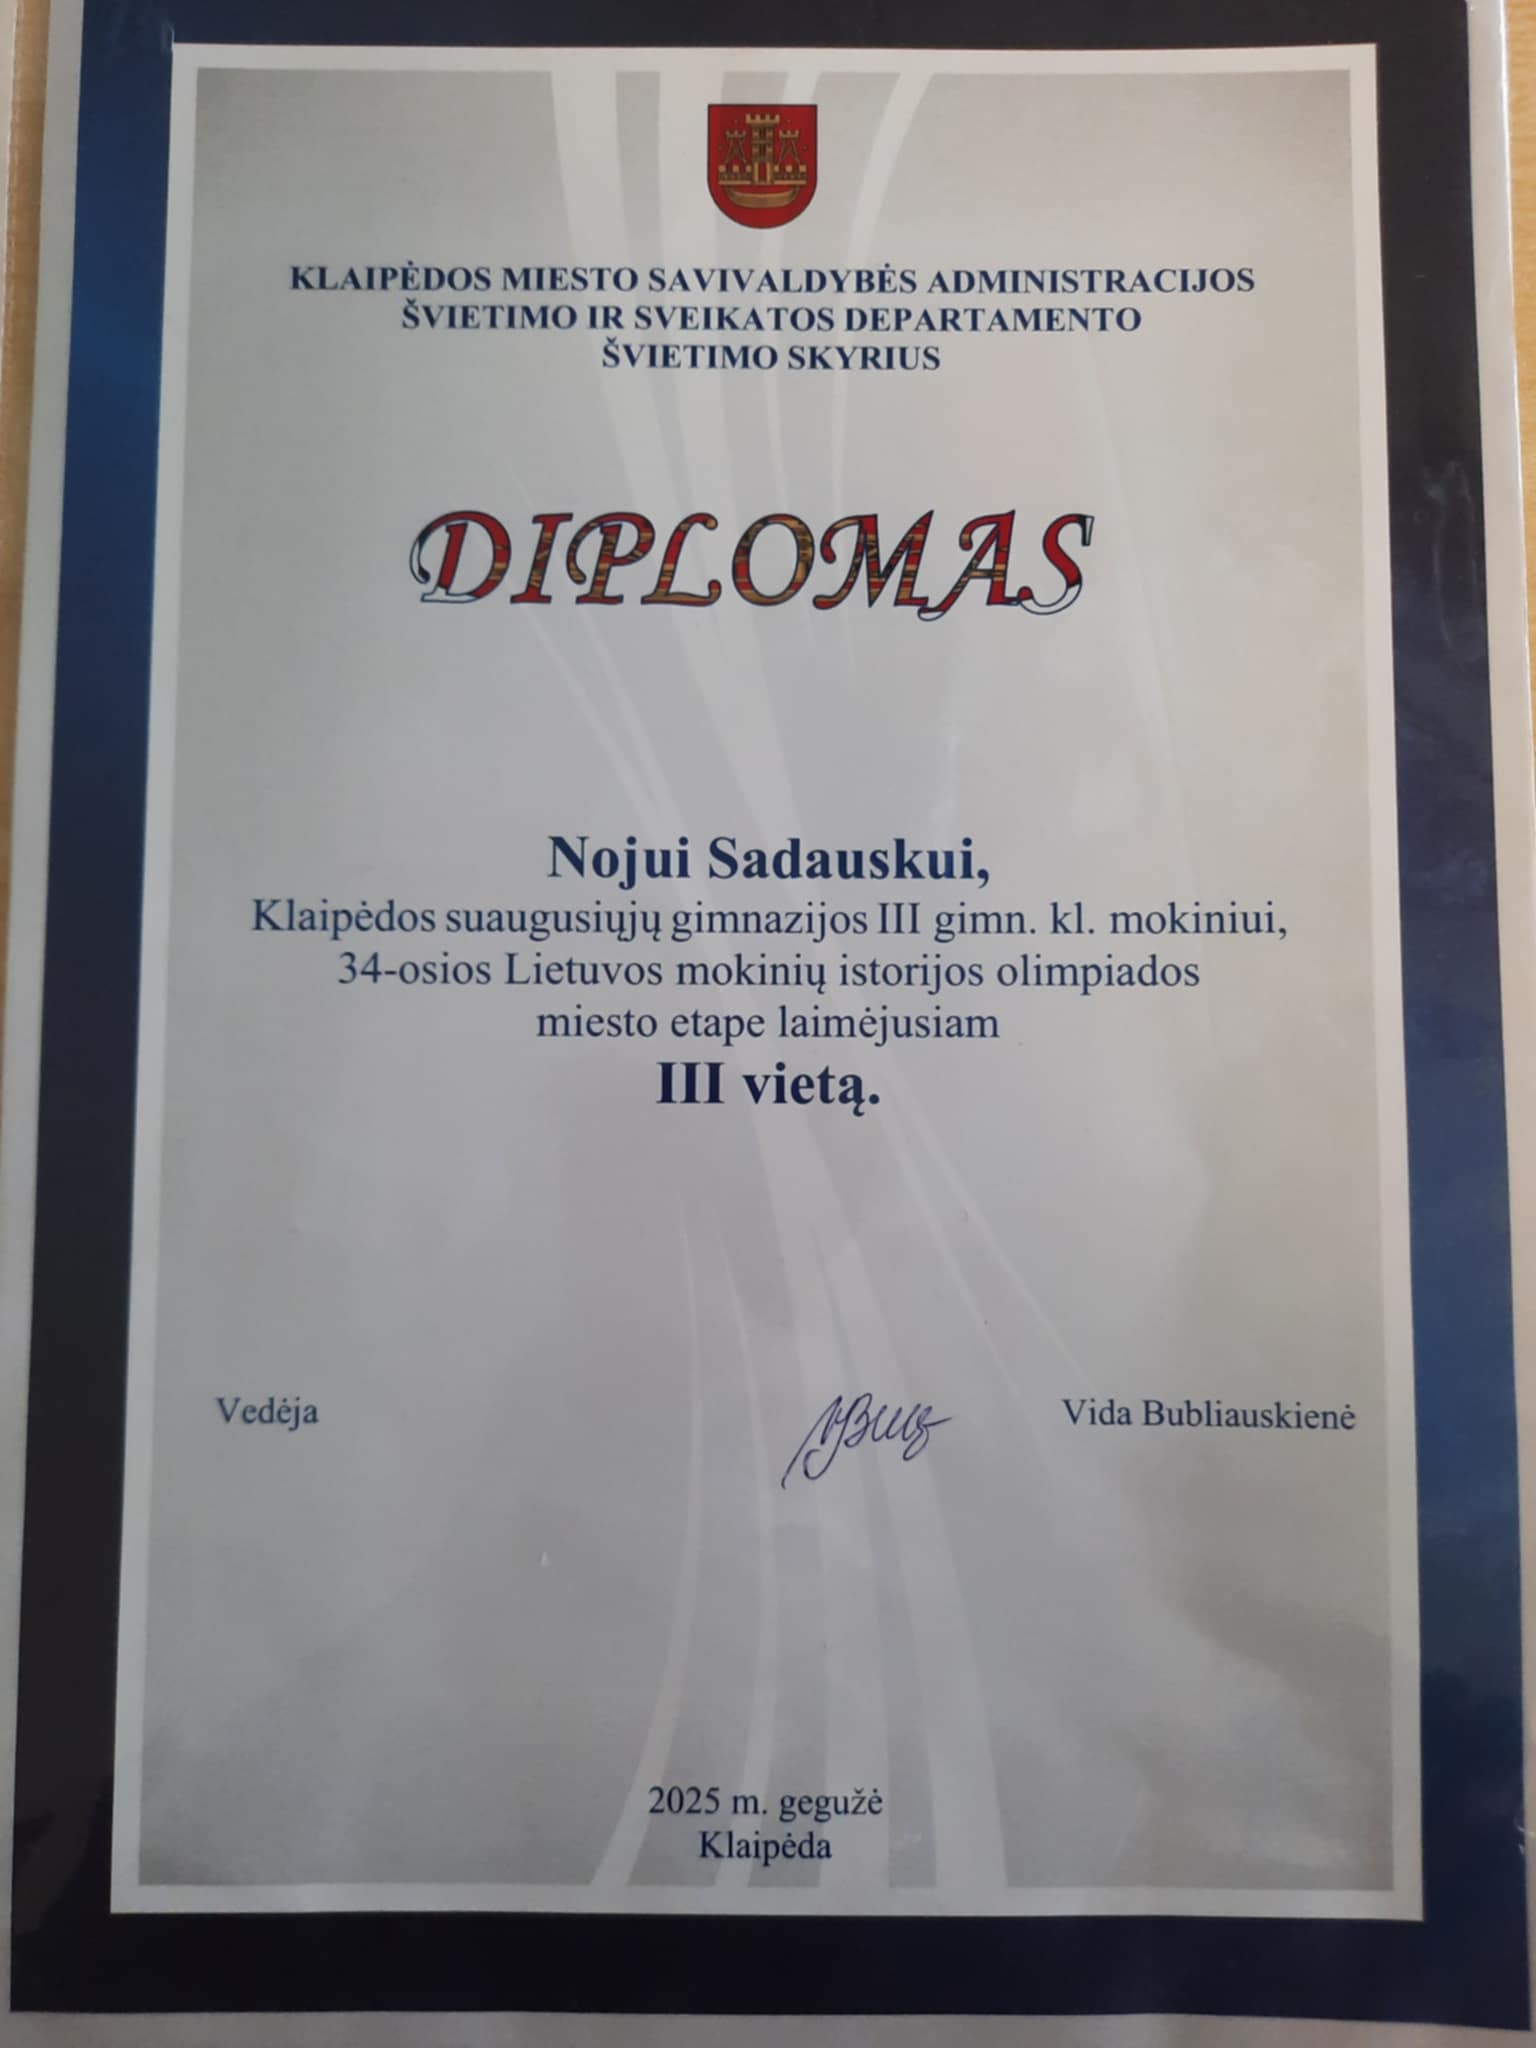 KLAIPĖDOS MIESTO SAVIVALDYBĖS ADMINISTRACIJOS
ŠVIETIMO IR SVEIKATOS DEPARTAMENTO
ŠVIETIMO SKYRIUS
DIPLOMAS
Nojui Sadauskui,
Klaipėdos suaugusiųjų gimnazijos III gimn. kl. mokiniui,
34-osios Lietuvos mokinių istorijos olimpiados
miesto etape laimėjusiam
III vietą.
Vedėja Vida Bubliauskienė
2025 m. gegužė
Klaipėda